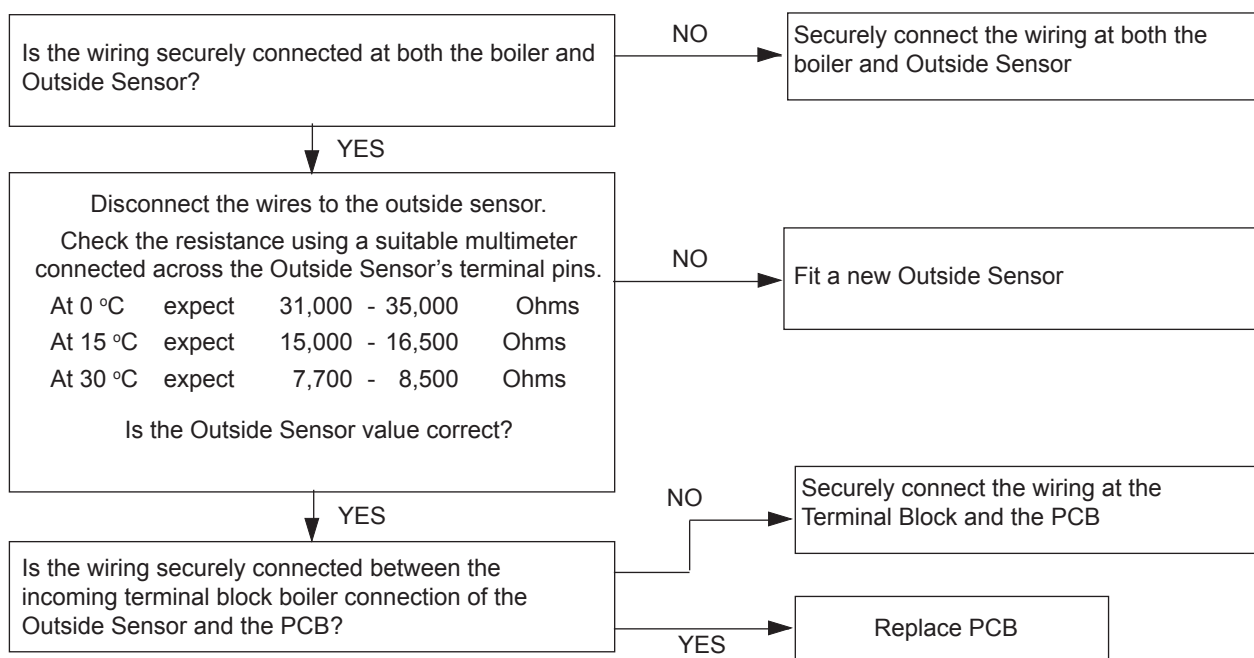 Is the wiring securely connected at both the boiler and
Outside Sensor?
NO
Securely connect the wiring at both the
boiler and Outside Sensor
YES
Disconnect the wires to the outside sensor.
Check the resistance using a suitable multimeter
connected across the Outside Sensor’s terminal pins.
At 0 ºC expect 31,000 - 35,000 Ohms
At 15 ºC expect 15,000 - 16,500 Ohms
At 30 ºC expect 7,700 - 8,500 Ohms
Is the Outside Sensor value correct?
NO
Fit a new Outside Sensor
YES
Is the wiring securely connected between the
incoming terminal block boiler connection of the
Outside Sensor and the PCB?
NO
Securely connect the wiring at the
Terminal Block and the PCB
YES
Replace PCB